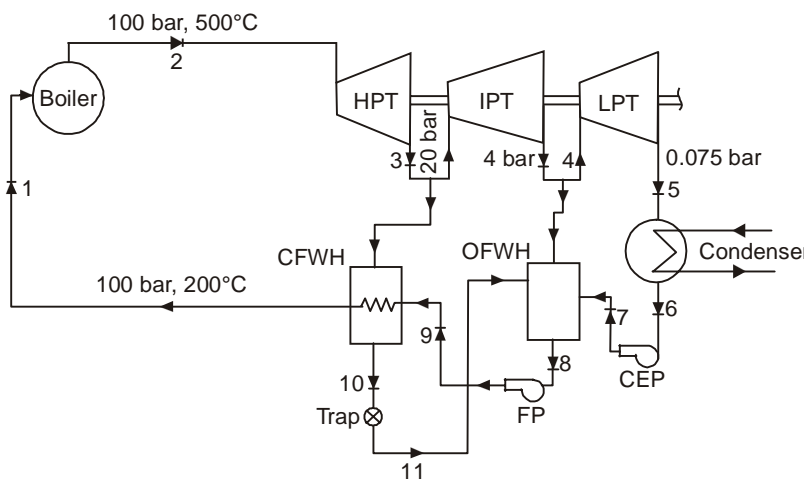 100 bar, 500°C
2
Boiler
HPT
IPT
LPT
3
20 bar
4 bar
4
0.075 bar
5
1
CFWH
OFWH
Condenser
100 bar, 200°C
9
7
6
10
8
CEP
Trap
FP
11